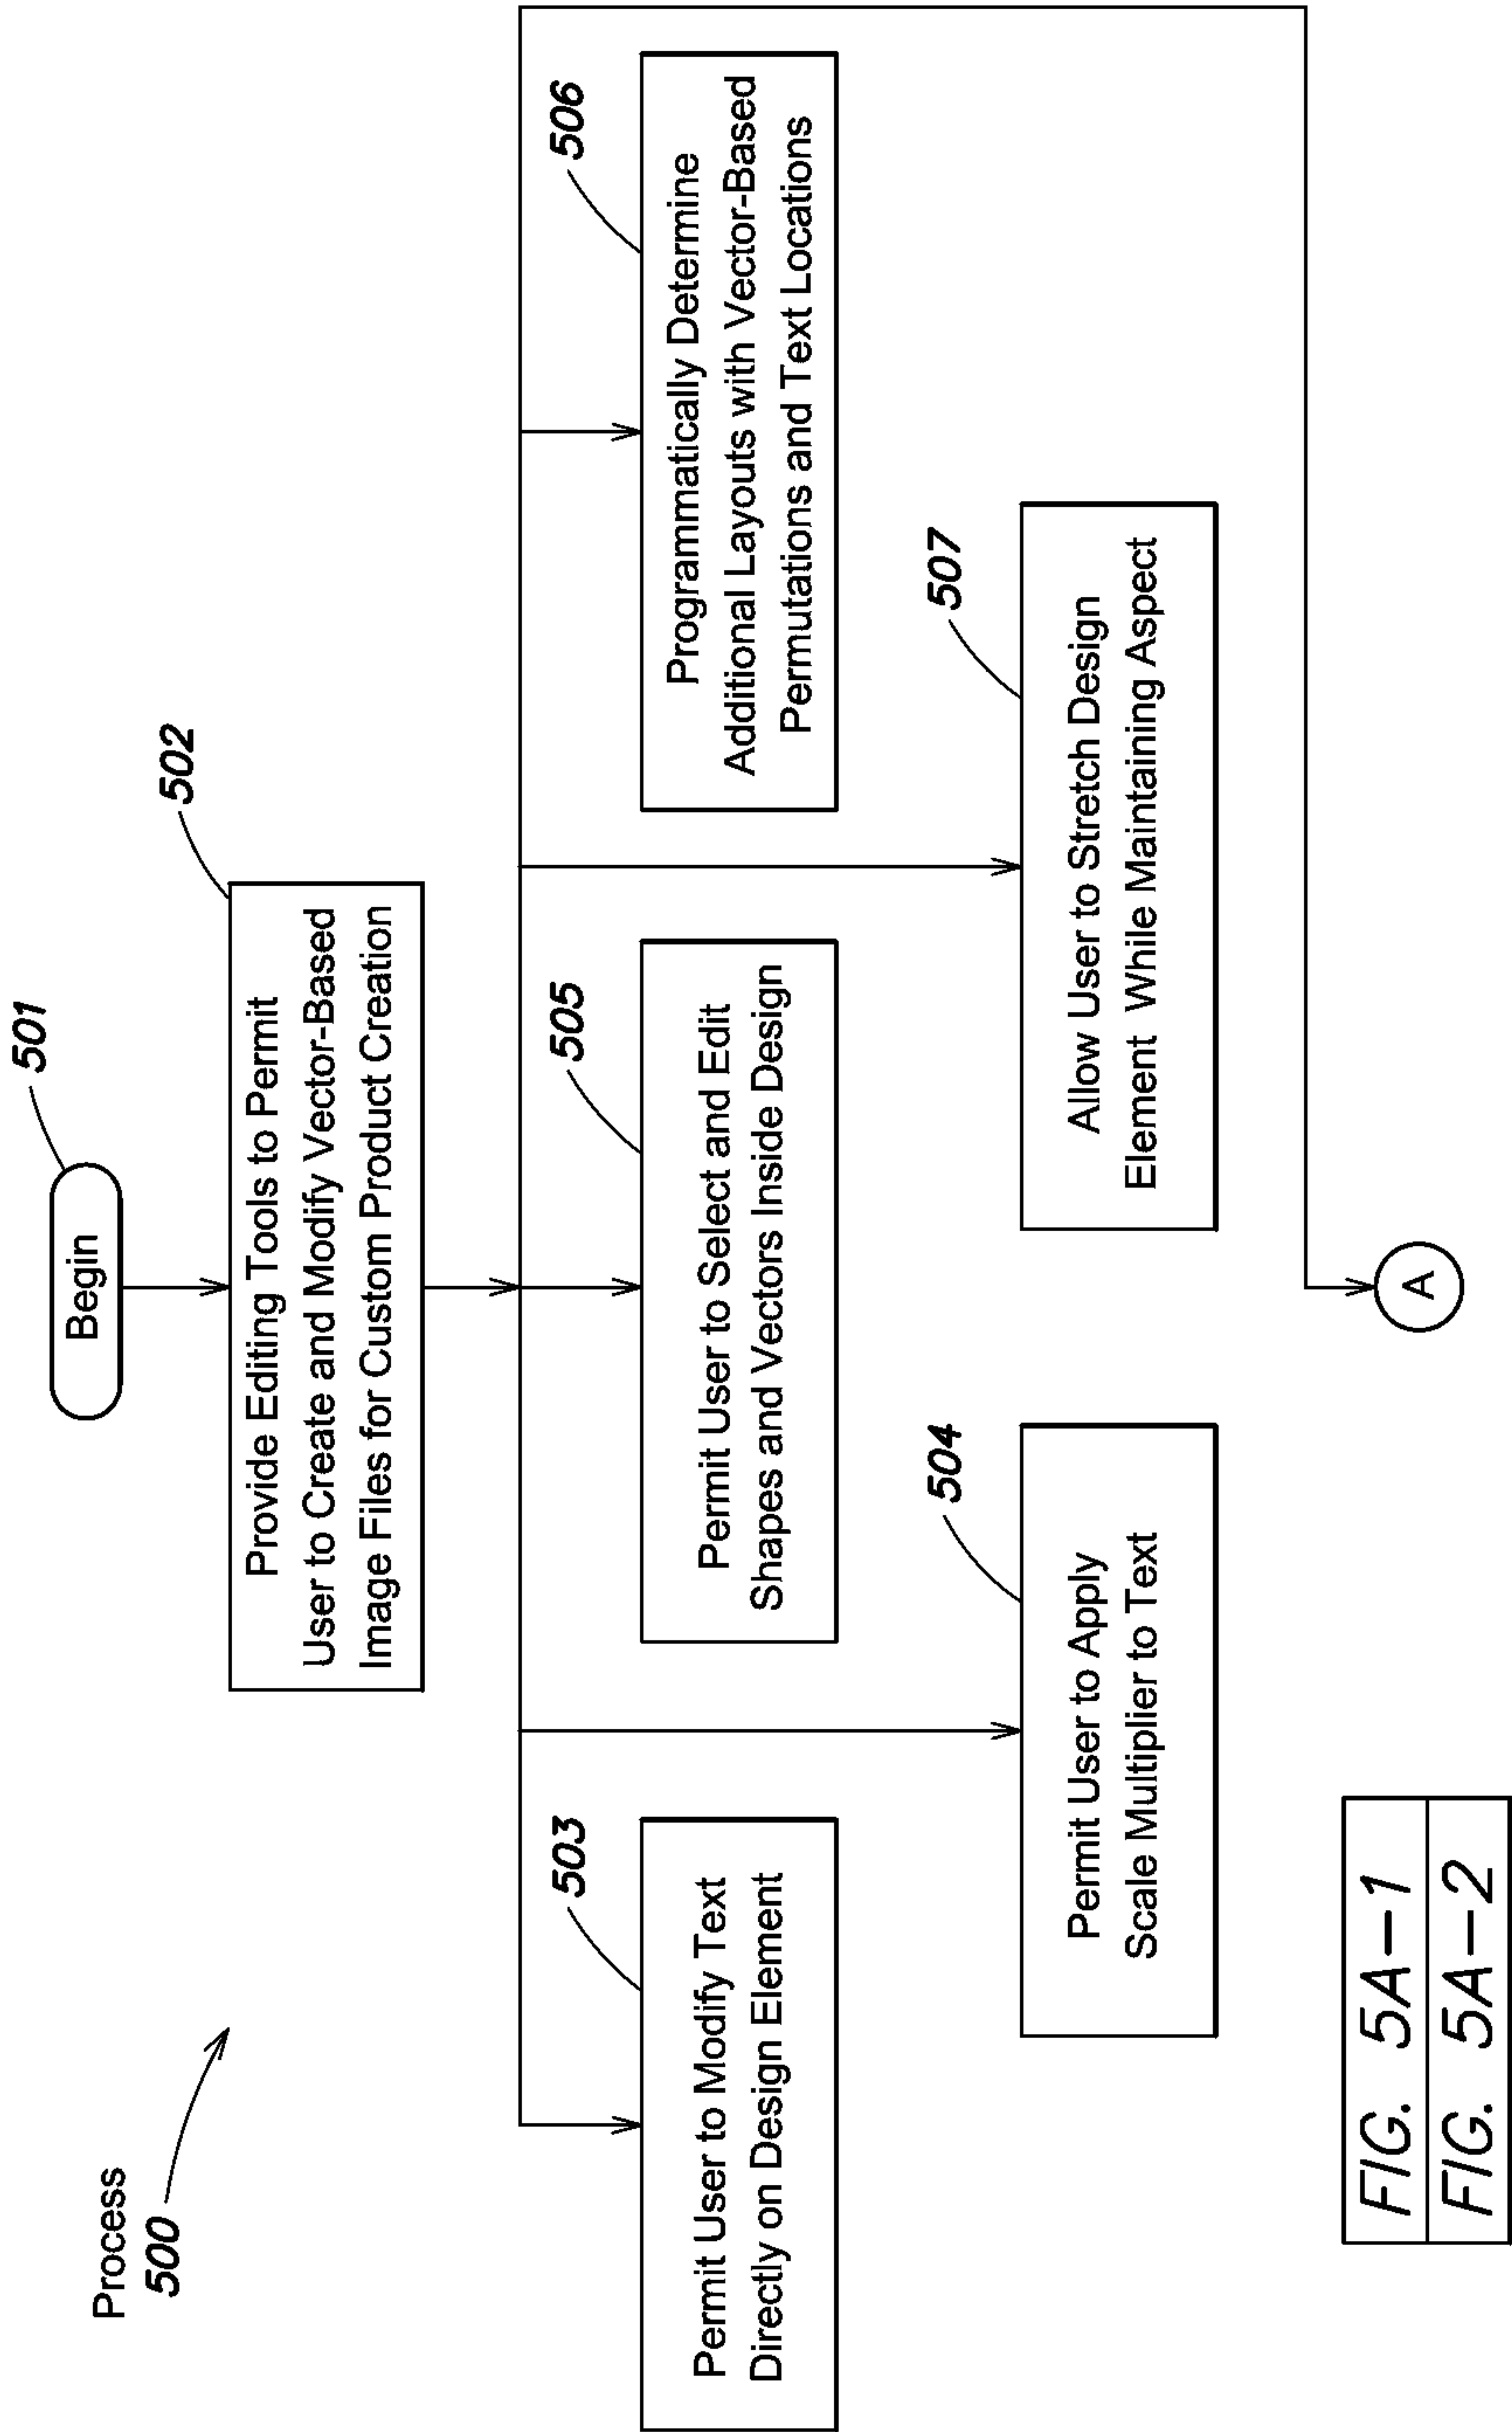 Process
500
501
Begin
502
Provide Editing Tools to Permit
User to Create and Modify Vector-Based
Image Files for Custom Product Creation
503
Permit User to Modify Text
Directly on Design Element
505
Permit User to Select and Edit
Shapes and Vectors Inside Design
506
Programmatically Determine
Additional Layouts with Vector-Based
Permutations and Text Locations
504
Permit User to Apply
Scale Multiplier to Text
507
Allow User to Stretch Design
Element While Maintaining Aspect
A
FIG. 5A-1
FIG. 5A-2